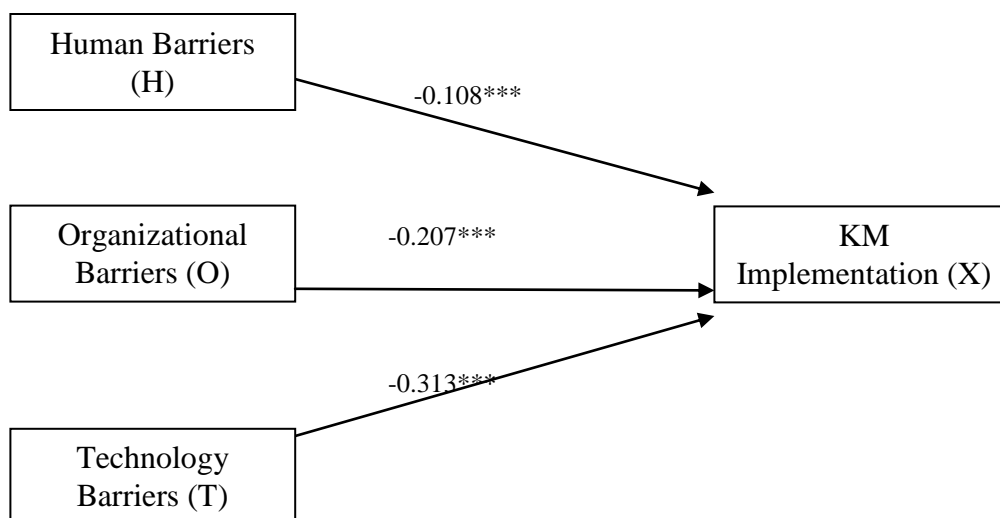 Human Barriers
(H)
-0.108***
Organizational
Barriers (O)
-0.207***
KM
Implementation (X)
-0.313***
Technology
Barriers (T)